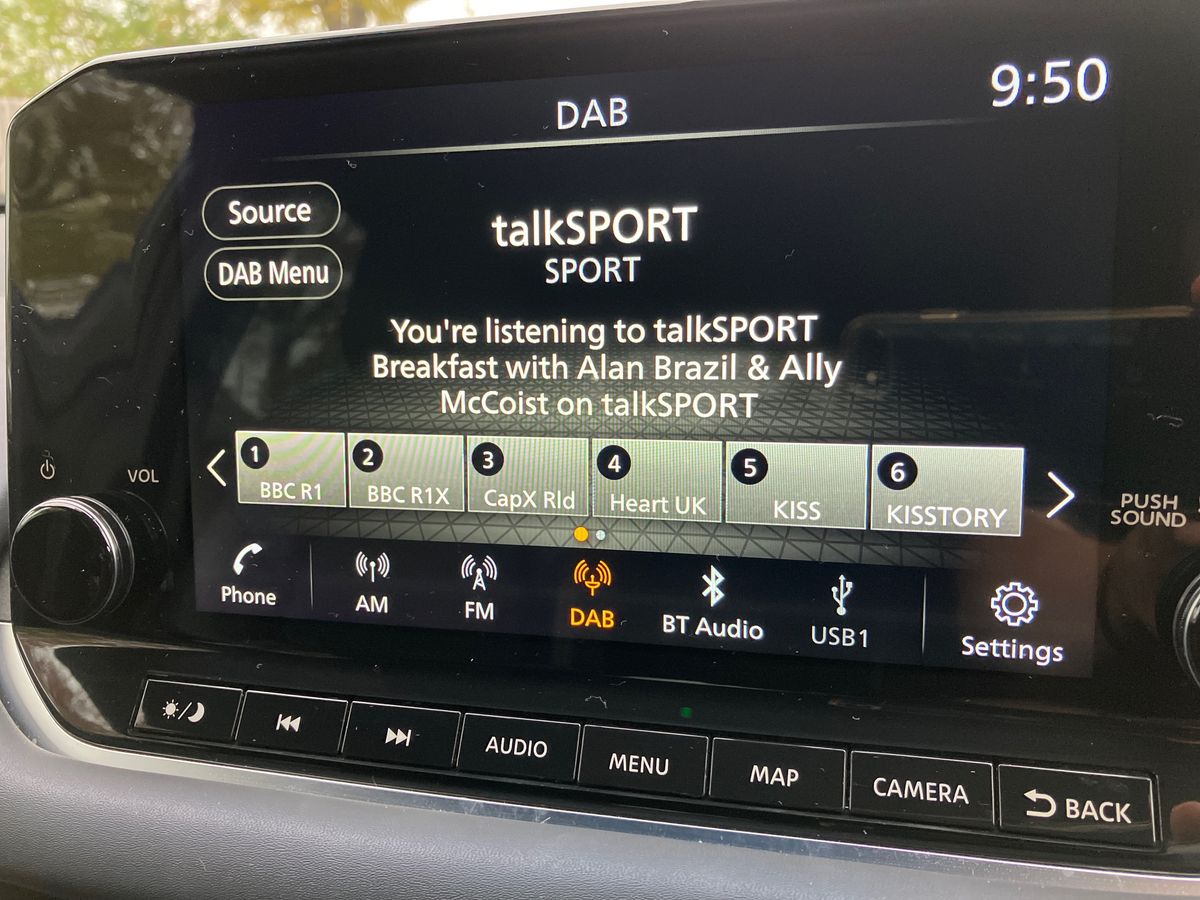 9:50
DAB
Source
talkSPORT
SPORT
DAB Menu
You're listening to talkSPORT
Breakfast with Alan Brazil & Ally
McCoist on talkSPORT
1 2 3 4 5 6
BBC R1 BBC R1X CapX Rld Heart UK KISS KISSTORY
VOL
PUSH
SOUND
Phone AM FM DAB BT Audio USB1 Settings
AUDIO MENU MAP CAMERA BACK